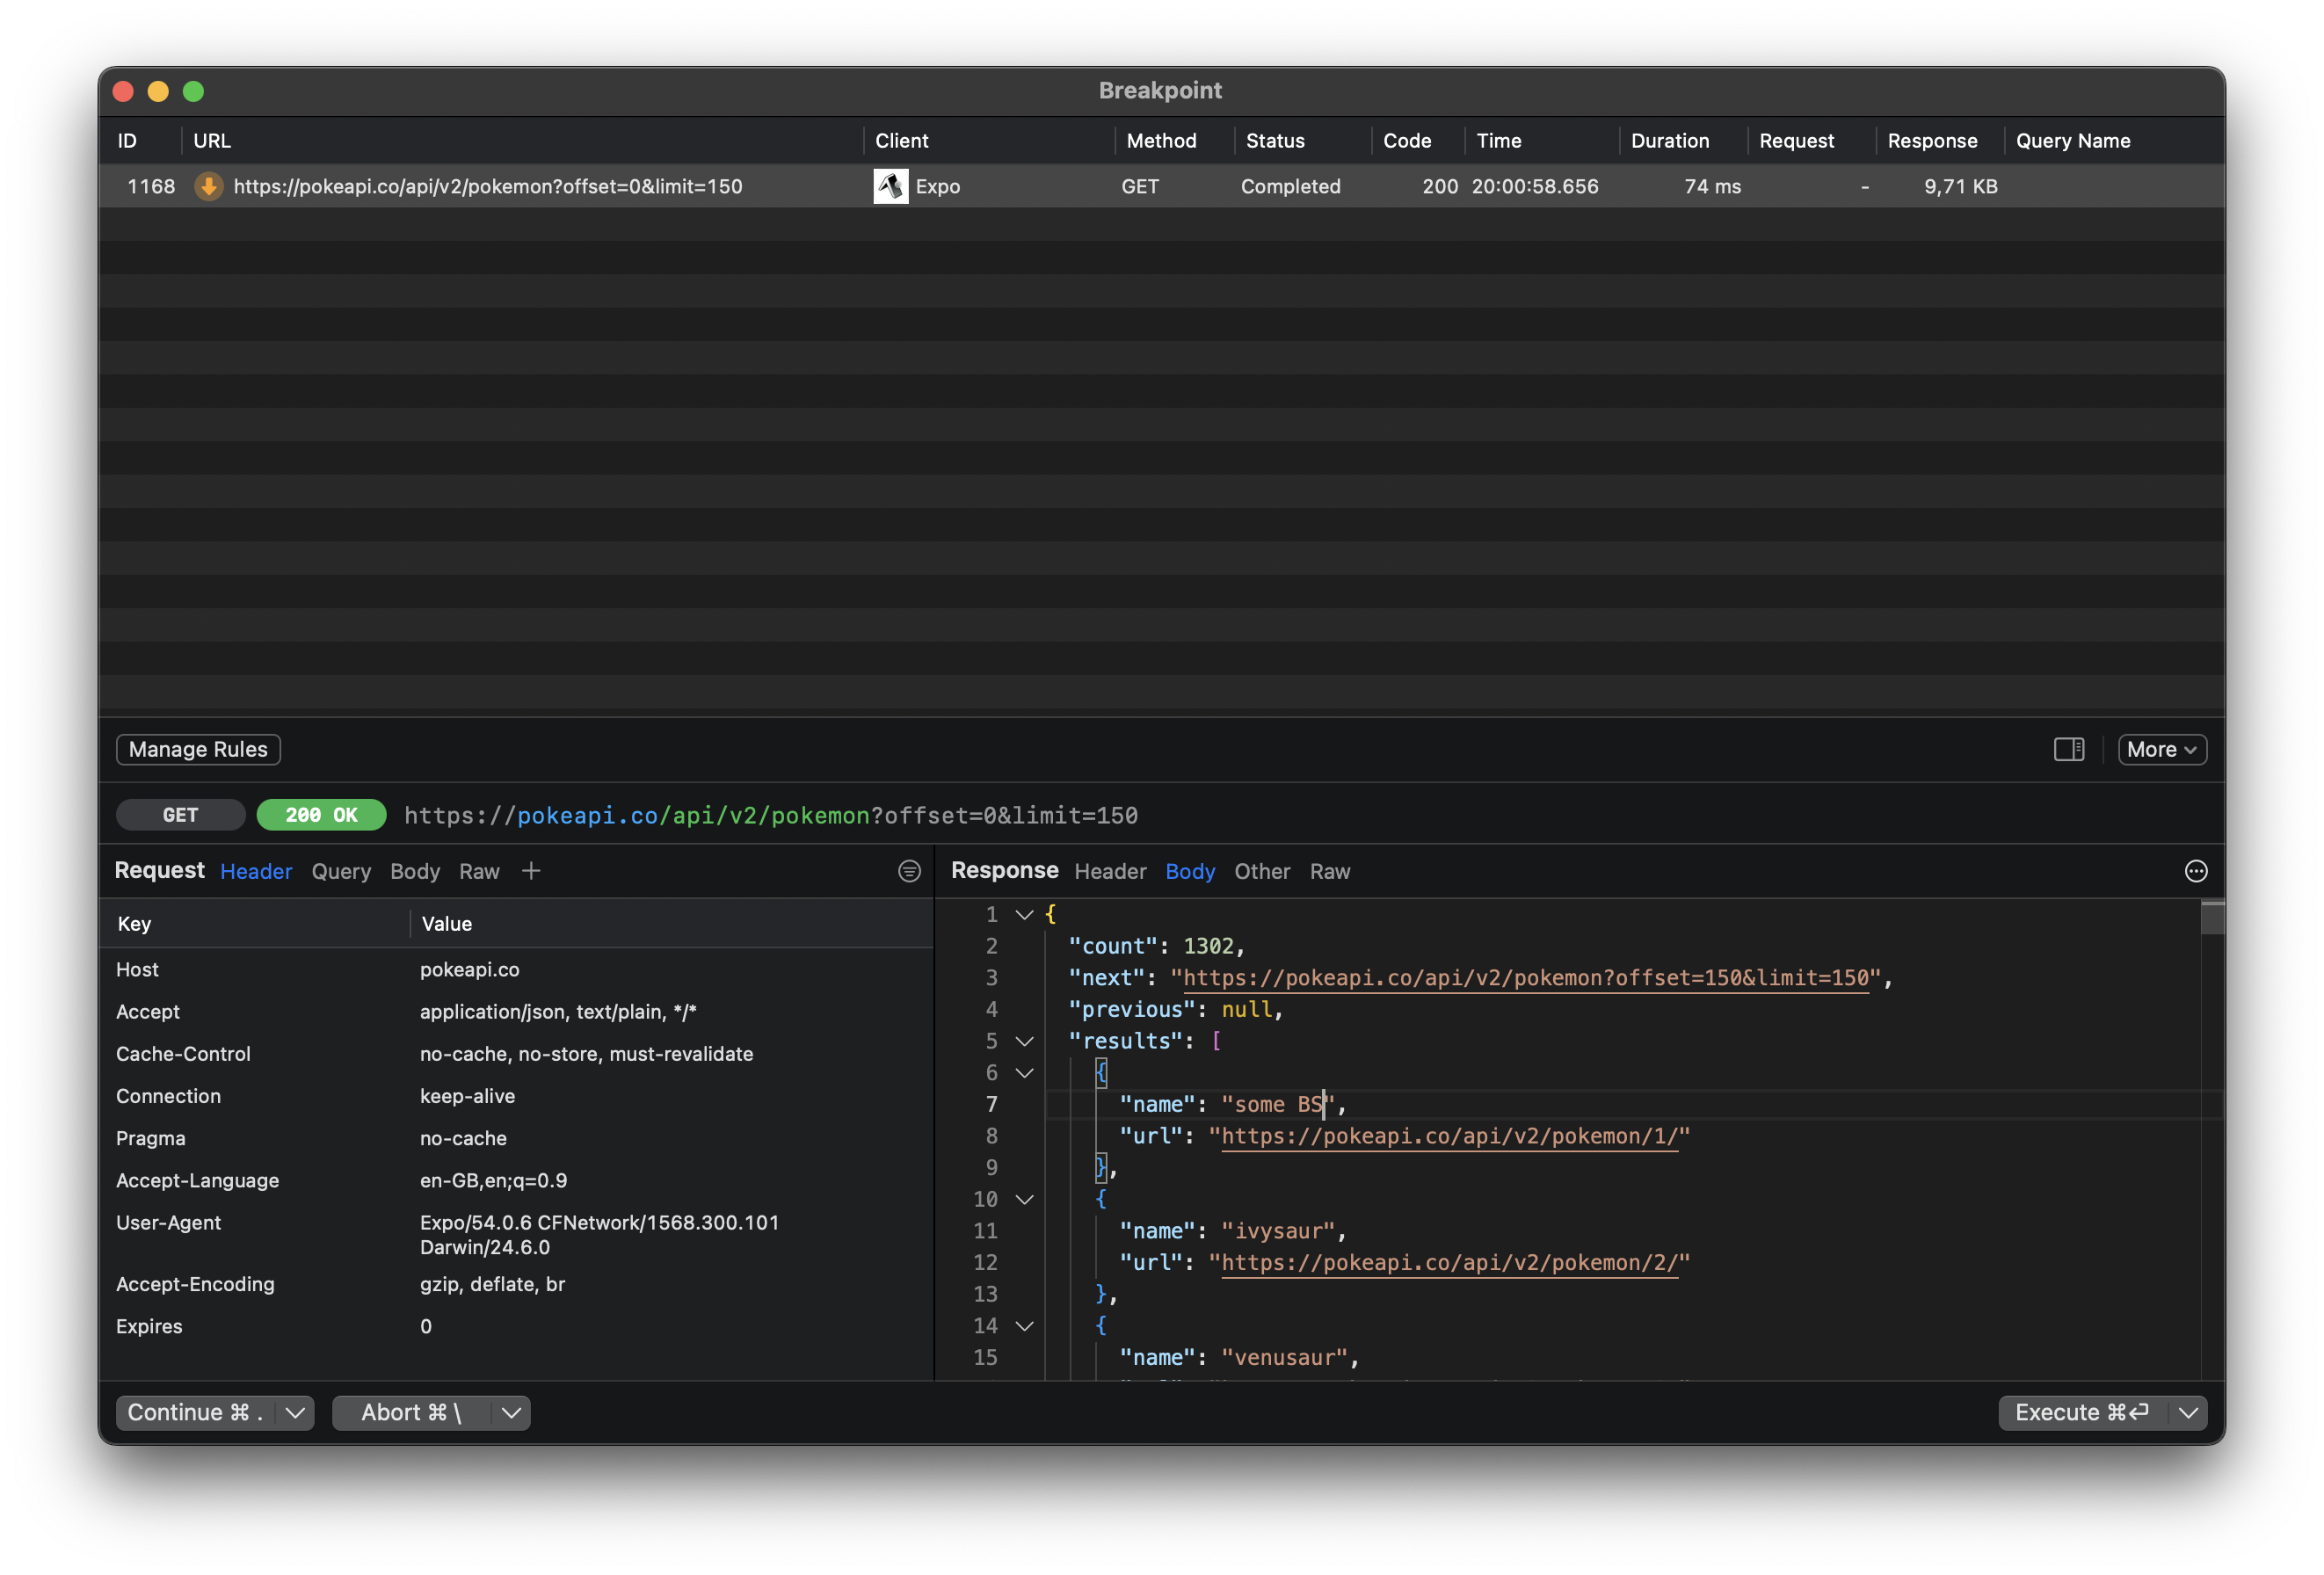 Breakpoint
ID URL Client Method Status Code Time Duration Request Response Query Name
1168 https://pokeapi.co/api/v2/pokemon?offset=0&limit=150 Expo GET Completed 200 20:00:58.656 74 ms - 9,71 KB
Manage Rules More
GET 200 OK https://pokeapi.co/api/v2/pokemon?offset=0&limit=150
Request Header Query Body Raw +
Key Value
Host pokeapi.co
Accept application/json, text/plain, */*
Cache-Control no-cache, no-store, must-revalidate
Connection keep-alive
Pragma no-cache
Accept-Language en-GB,en;q=0.9
User-Agent Expo/54.0.6 CFNetwork/1568.300.101
Darwin/24.6.0
Accept-Encoding gzip, deflate, br
Expires 0
Response Header Body Other Raw
1 {
2 "count": 1302,
3 "next": "https://pokeapi.co/api/v2/pokemon?offset=150&limit=150",
4 "previous": null,
5 "results": [
6 {
7 "name": "some BS",
8 "url": "https://pokeapi.co/api/v2/pokemon/1/"
9 },
10 {
11 "name": "ivysaur",
12 "url": "https://pokeapi.co/api/v2/pokemon/2/"
13 },
14 {
15 "name": "venusaur",
Continue ⌘ . Abort ⌘ \ Execute ⌘↩